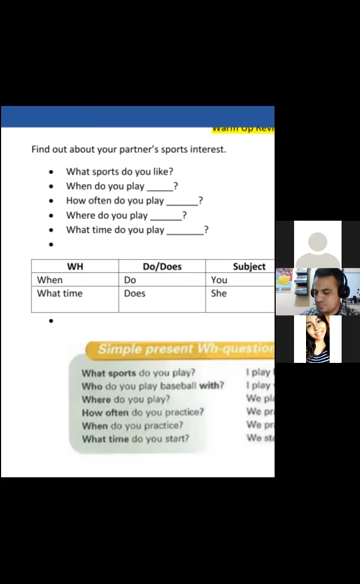 Warm Up Revi
Find out about your partner's sports interest.
• What sports do you like?
• When do you play _____?
• How often do you play ______?
• Where do you play ______?
• What time do you play _______?
•
WH Do/Does Subject
When Do You
What time Does She
•
Simple present Wh-question
What sports do you play? I play
Who do you play baseball with? I play
Where do you play? We pl
How often do you practice? We pr
When do you practice? We pr
What time do you start? We sta